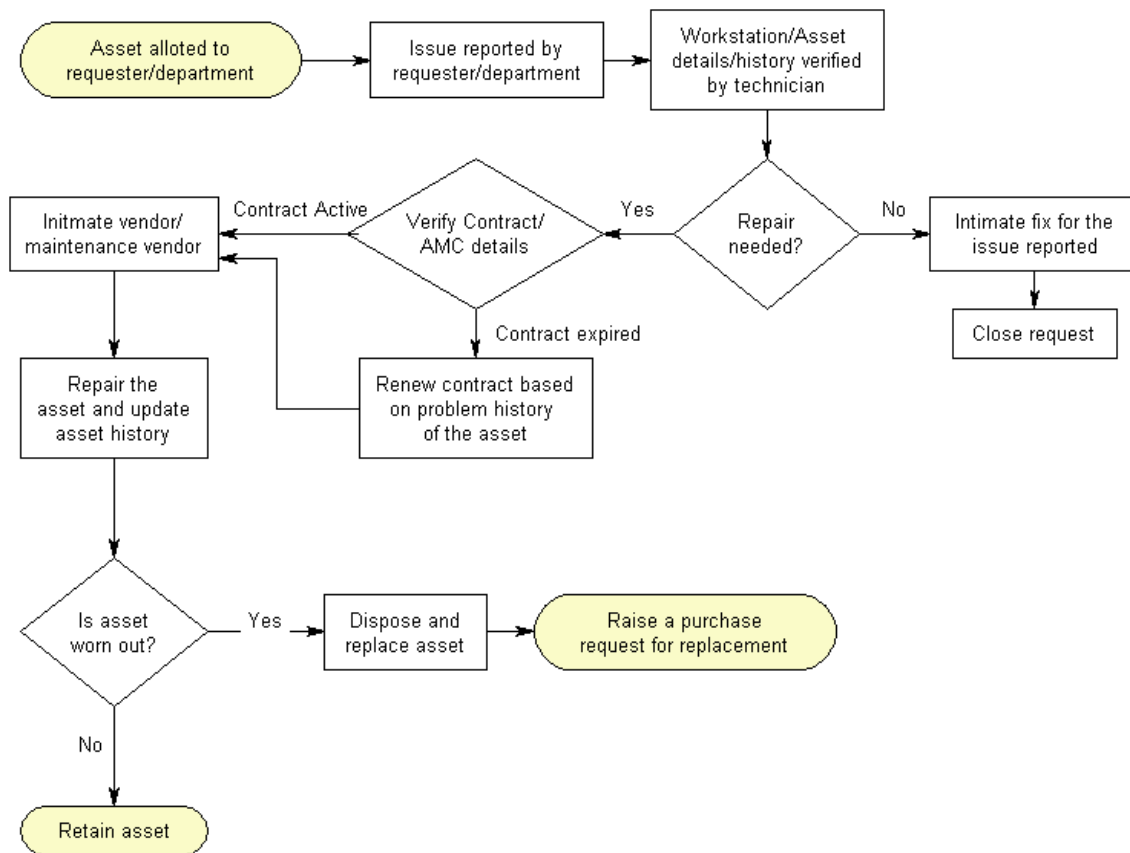 Asset alloted to
requester/department
Issue reported by
requester/department
Workstation/Asset
details/history verified
by technician
Initmate vendor/
maintenance vendor
Contract Active
Verify Contract/
AMC details
Yes
Repair
needed?
No
Intimate fix for the
issue reported
Contract expired
Close request
Repair the
asset and update
asset history
Renew contract based
on problem history
of the asset
Is asset
worn out?
Yes
Dispose and
replace asset
Raise a purchase
request for replacement
No
Retain asset